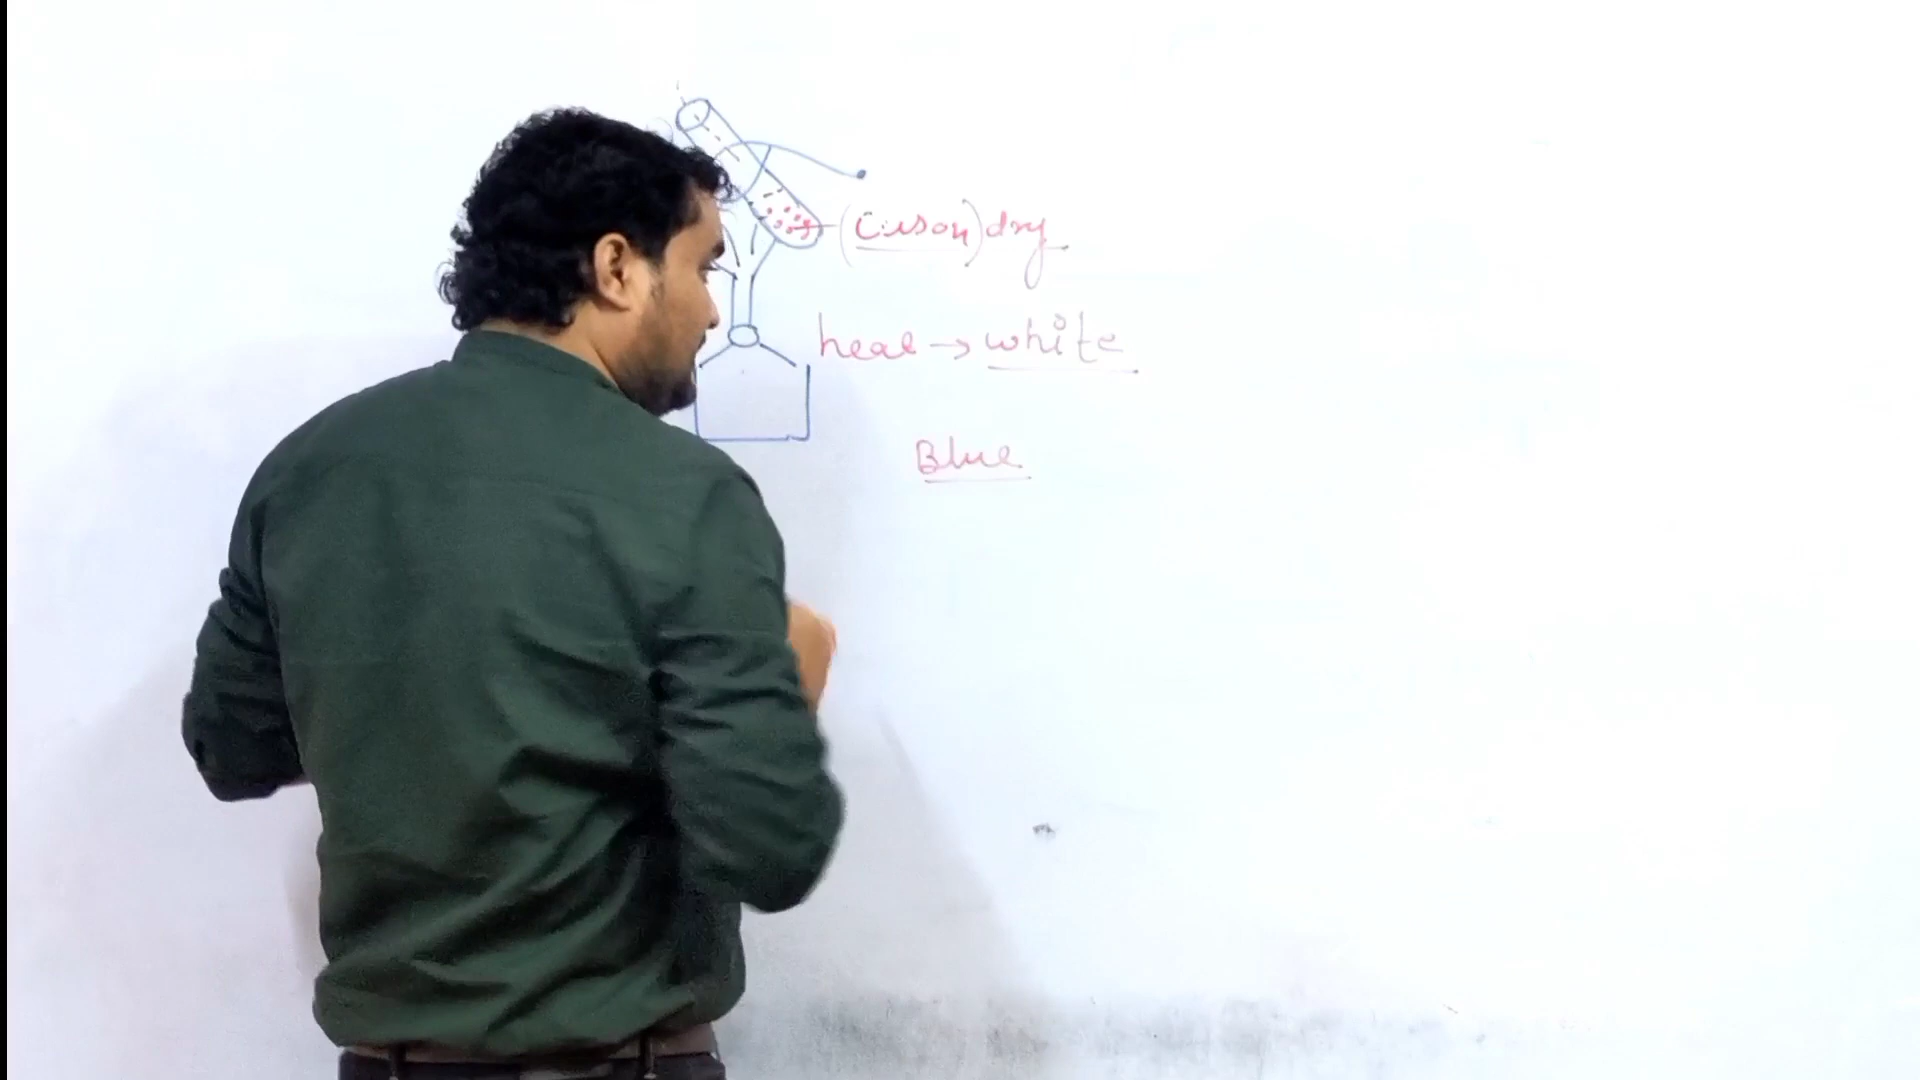 (CuSO4) dry
heat → white
Blue